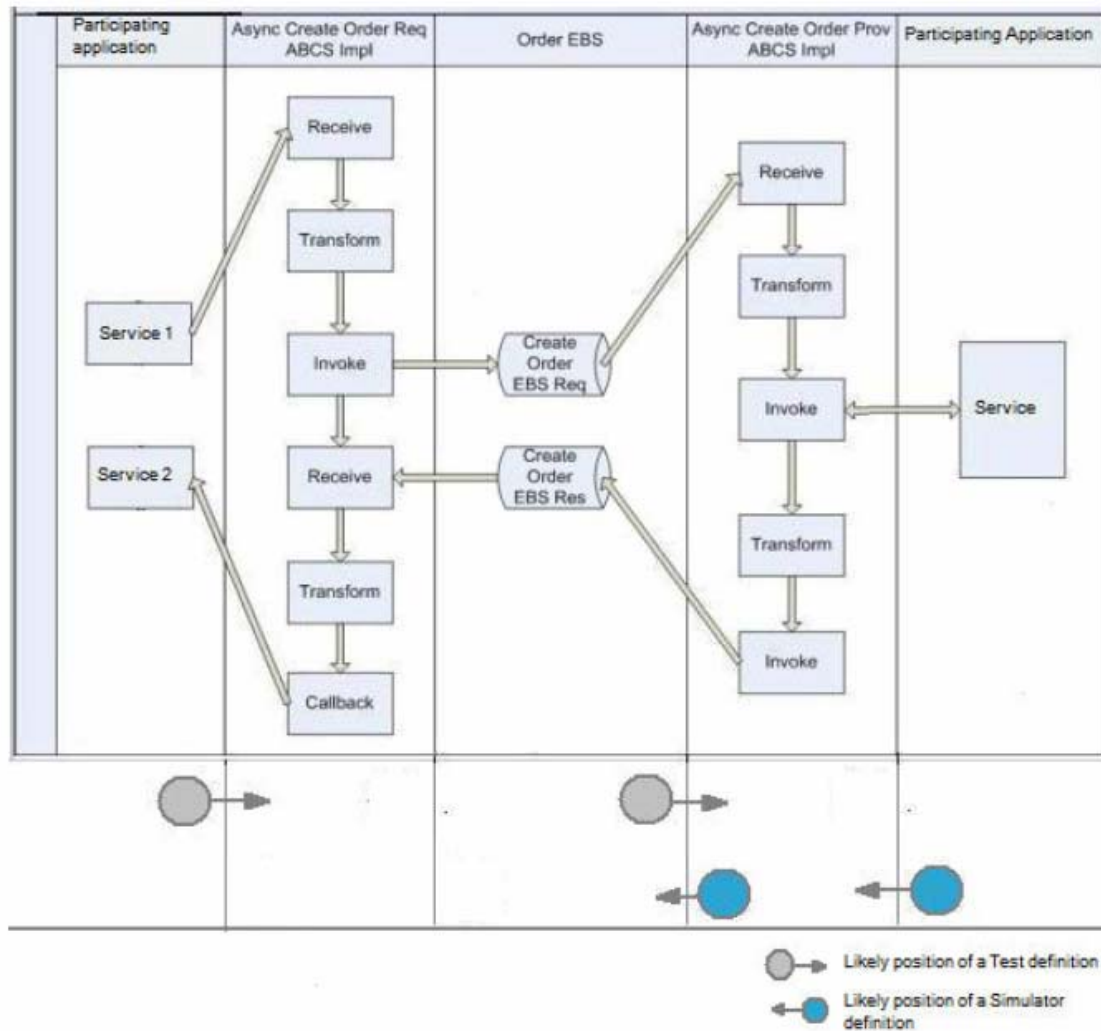 Participating
application
Async Create Order Req
ABCS Impl
Order EBS
Async Create Order Prov
ABCS Impl
Participating Application
Receive
Transform
Service 1
Invoke
Create
Order
EBS Req
Receive
Transform
Invoke
Service
Service 2
Receive
Create
Order
EBS Res
Transform
Transform
Callback
Invoke
Likely position of a Test definition
Likely position of a Simulator
definition